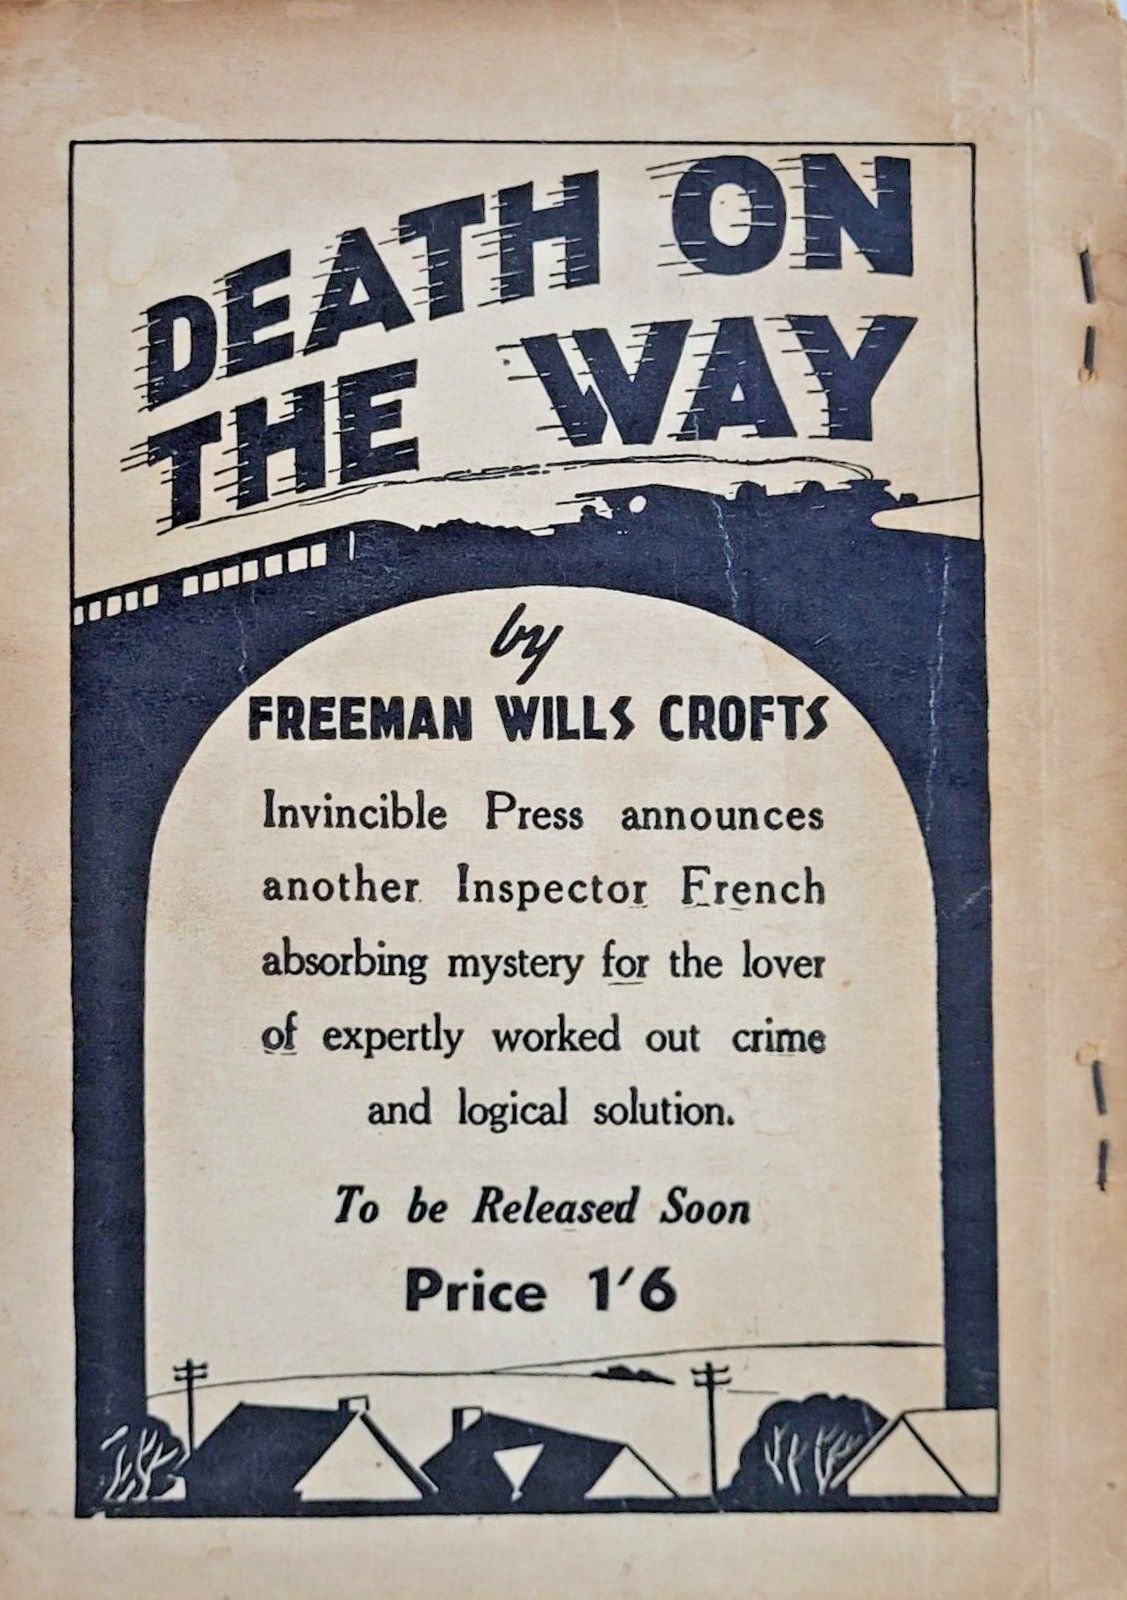 DEATH ON
THE WAY
by
FREEMAN WILLS CROFTS
Invincible Press announces
another Inspector French
absorbing mystery for the lover
of expertly worked out crime
and logical solution.
To be Released Soon
Price 1′6